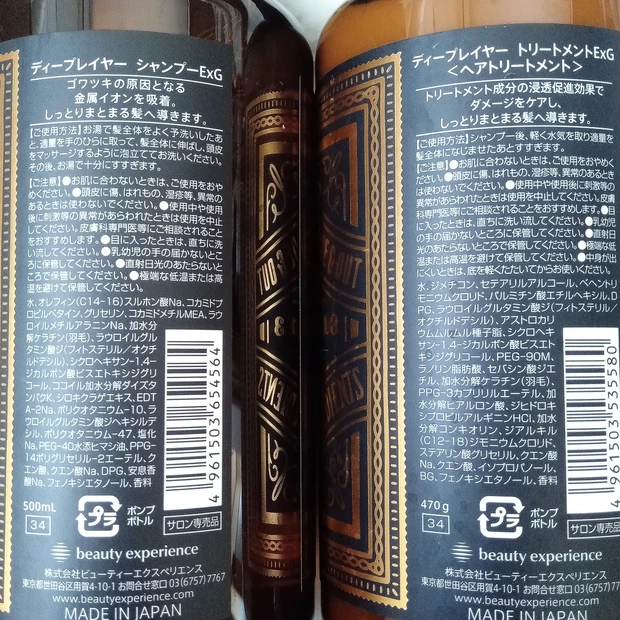 ディープレイヤー シャンプーExG
ゴワツキの原因となる
金属イオンを吸着。
しっとりまとまる髪へ導きます。
【ご使用方法】お湯で髪全体をよく予洗いしたあ
と、適量を手のひらに取って、髪全体に伸ばし、頭皮
をマッサージするように泡立ててお洗いください。
その後、お湯で十分にすすぎます。
【ご注意】●お肌に合わないときは、ご使用をおや
めください。●頭皮に傷、はれもの、湿疹等、異常の
あるときは使わないでください。●使用中や使用
後に刺激等の異常があらわれたときは使用を中止
してください。皮膚科専門医等にご相談されること
をおすすめします。●目に入ったときは、直ちに洗
い流してください。●乳幼児の手の届かないとこ
ろに保管してください。●直射日光のあたらない
ところで保管してください。●極端な低温または高
温を避けて保管してください。
水、オレフィン(C14-16)スルホン酸Na、コカミドプ
ロピルベタイン、グリセリン、コカミドメチルMEA、ラウ
ロイルメチルアラニンNa、加水分
解ケラチン(羽毛)、ラウロイルグル
タミン酸ジ(フィトステリル/オク
チルドデシル)、シクロヘキサン-1,4-
ジカルボン酸ビスエトキシジグリ
コール、ココイル加水分解ダイズタ
ンパクK、シロキクラゲエキス、EDT
A-2Na、ポリクオタニウム-10、ラウ
ロイルグルタミン酸ジヘキシルデ
シル、ポリクオタニウム-47、塩化
Na、PEG-40水添ヒマシ油、PPG-
14ポリグセリル-2エーテル、ク
エン酸、クエン酸Na、DPG、安息香
酸Na、フェノキシエタノール、香料
4961503654564
500mL
34
プラ
ポンプ
ボトル
サロン専売品
beauty experience
株式会社ビューティーエクスペリエンス
東京都世田谷区用賀4-10-1 お問合せ窓口 03(6757)7767
www.beautyexperience.com
MADE IN JAPAN
ディープレイヤー トリートメントExG
<ヘアトリートメント>
トリートメント成分の浸透促進効果で
ダメージをケアし、
しっとりまとまる髪へ導きます。
【ご使用方法】シャンプー後、軽く水気を取り適量を
髪全体になじませたあとすすぎます。
【ご注意】●お肌に合わないときは、ご使用をおやめ
ください。●頭皮に傷、はれもの、湿疹等、異常のあるときは
は使わないでください。●使用中や使用後に刺激等の
異常があらわれたときは使用を中止してください。皮膚
科専門医等にご相談されることをおすすめします。●目
に入ったときは、直ちに洗い流してください。●乳幼児
の手の届かないところに保管してください。●直射日
光のあたらないところで保管してください。●極端な低
温または高温を避けて保管してください。●中身が出
にくいときは、底を軽くたたいてからお使いください。
水、ジメチコン、セテアリルアルコール、ベヘントリ
モニウムクロリド、パルミチン酸エチルヘキシル、D
PG、ラウロイルグルタミン酸ジ(フィトステリル/
オクチルドデシル)、アストロカリ
ウムムルムル種子脂、シクロヘキ
サン-1,4-ジカルボン酸ビスエト
キシジグリコール、PEG-90M、
ラノリン脂肪酸、セバシン酸ジエ
チル、加水分解ケラチン(羽毛)、
PPG-3カプリリルエーテル、加
水分解ヒアルロン酸、ジヒドロキ
シプロピルアルギニンHCl、加水
分解コンキオリン、ジアルキル
(C12-18)ジモニウムクロリド、
ステアリン酸グリセリル、クエン酸
Na、クエン酸、イソプロパノール、
BG、フェノキシエタノール、香料
4961503535580
470g
34
プラ
ポンプ
ボトル
サロン専売品
beauty experience
株式会社ビューティーエクスペリエンス
東京都世田谷区用賀4-10-1 お問合せ窓口 03(6757)7767
www.beautyexperience.com
MADE IN JAPAN